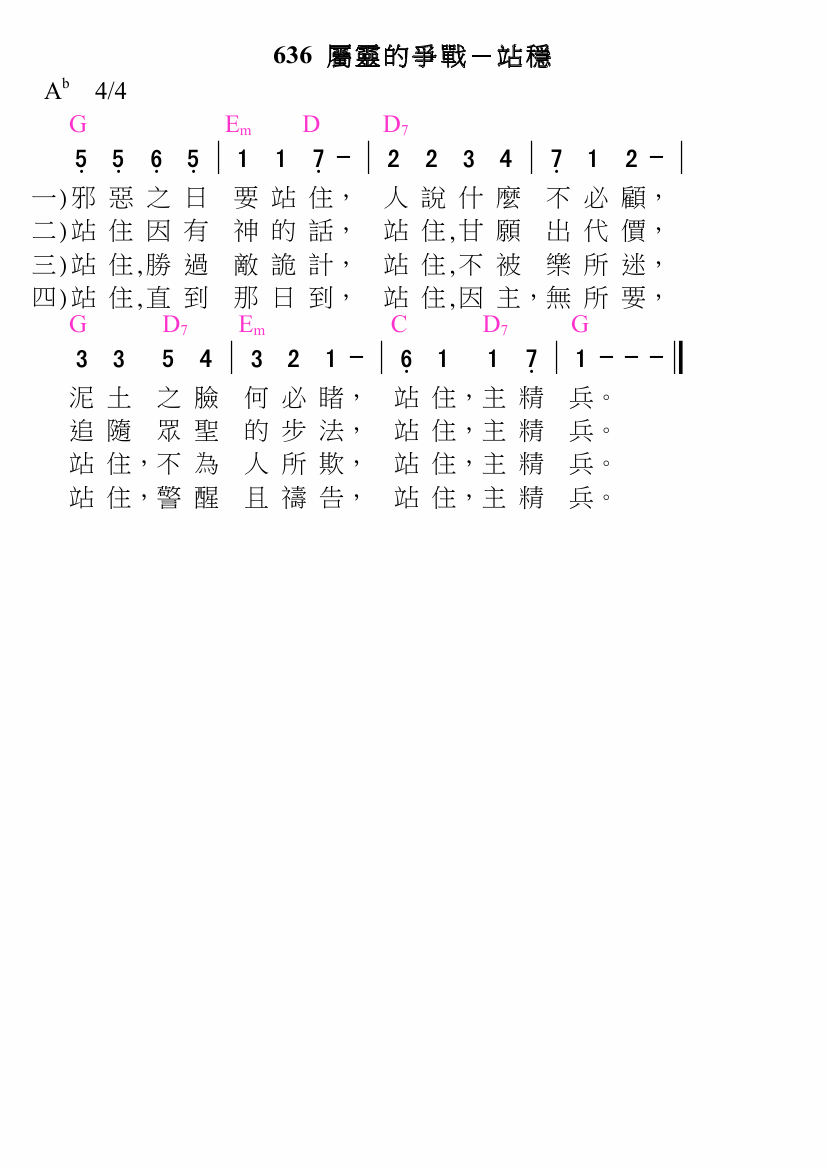 636 屬靈的爭戰－站穩
A♭ 4/4
G Em D D7
5̣ 5̣ 6̣ 5̣ | 1 1 7̣ － | 2 2 3 4 | 7̣ 1 2 － |
一)邪惡之日 要站住， 人說什麼 不必顧，
二)站住因有 神的話， 站住,甘願 出代價，
三)站住,勝過 敵詭計， 站住,不被 樂所迷，
四)站住,直到 那日到， 站住,因主，無所要，
G D7 Em C D7 G
3 3 5 4 | 3 2 1 － | 6̣ 1 1 7̣ | 1 － － － ‖
泥土 之臉 何必睹， 站住，主精 兵。
追隨 眾聖 的步法， 站住，主精 兵。
站住，不為 人所欺， 站住，主精 兵。
站住，警醒 且禱告， 站住，主精 兵。